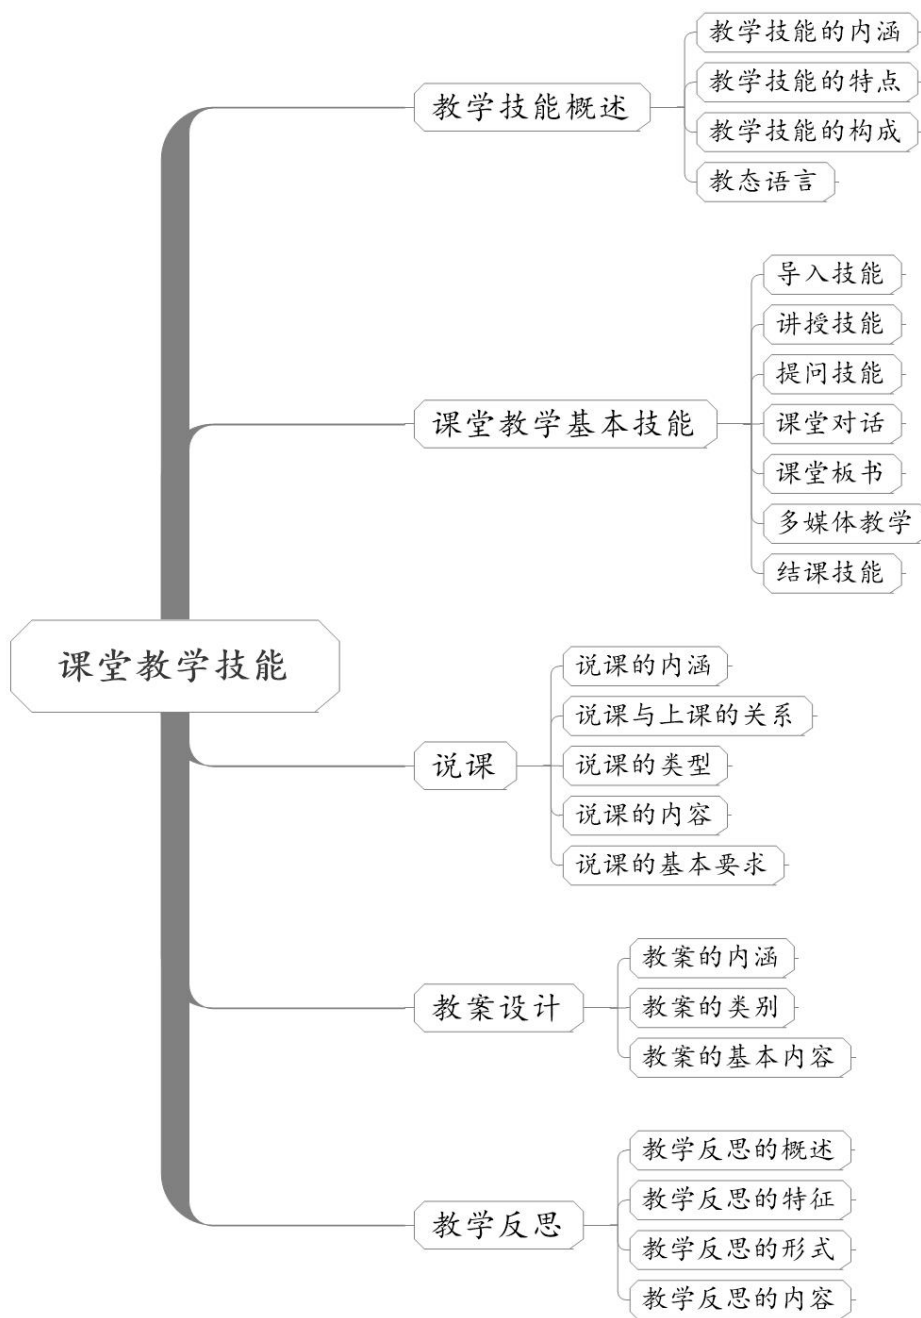 课堂教学技能
教学技能概述
教学技能的内涵
教学技能的特点
教学技能的构成
教态语言
课堂教学基本技能
导入技能
讲授技能
提问技能
课堂对话
课堂板书
多媒体教学
结课技能
说课
说课的内涵
说课与上课的关系
说课的类型
说课的内容
说课的基本要求
教案设计
教案的内涵
教案的类别
教案的基本内容
教学反思
教学反思的概述
教学反思的特征
教学反思的形式
教学反思的内容